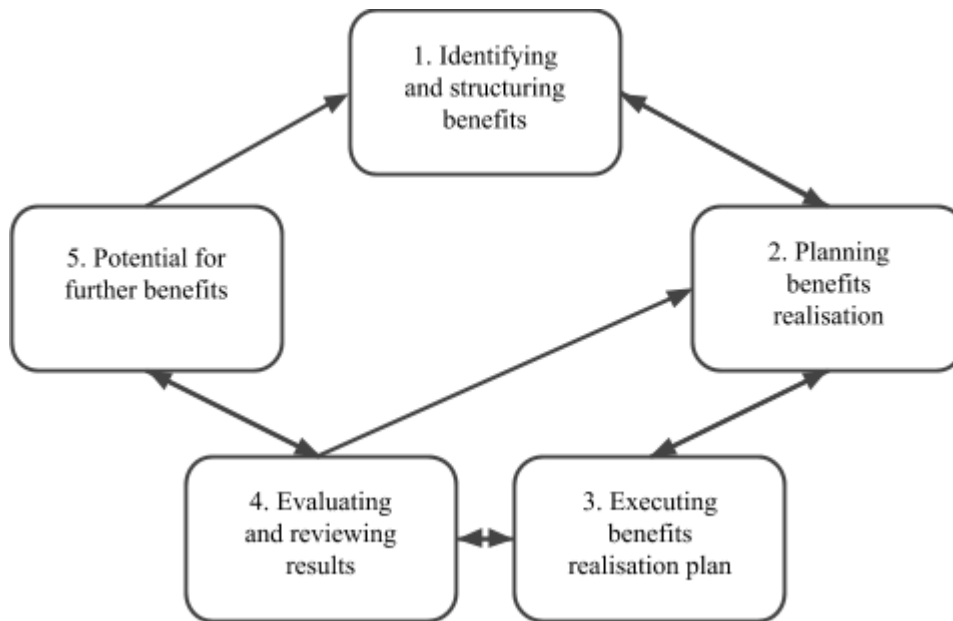 1. Identifying
and structuring
benefits
2. Planning
benefits
realisation
3. Executing
benefits
realisation plan
4. Evaluating
and reviewing
results
5. Potential for
further benefits